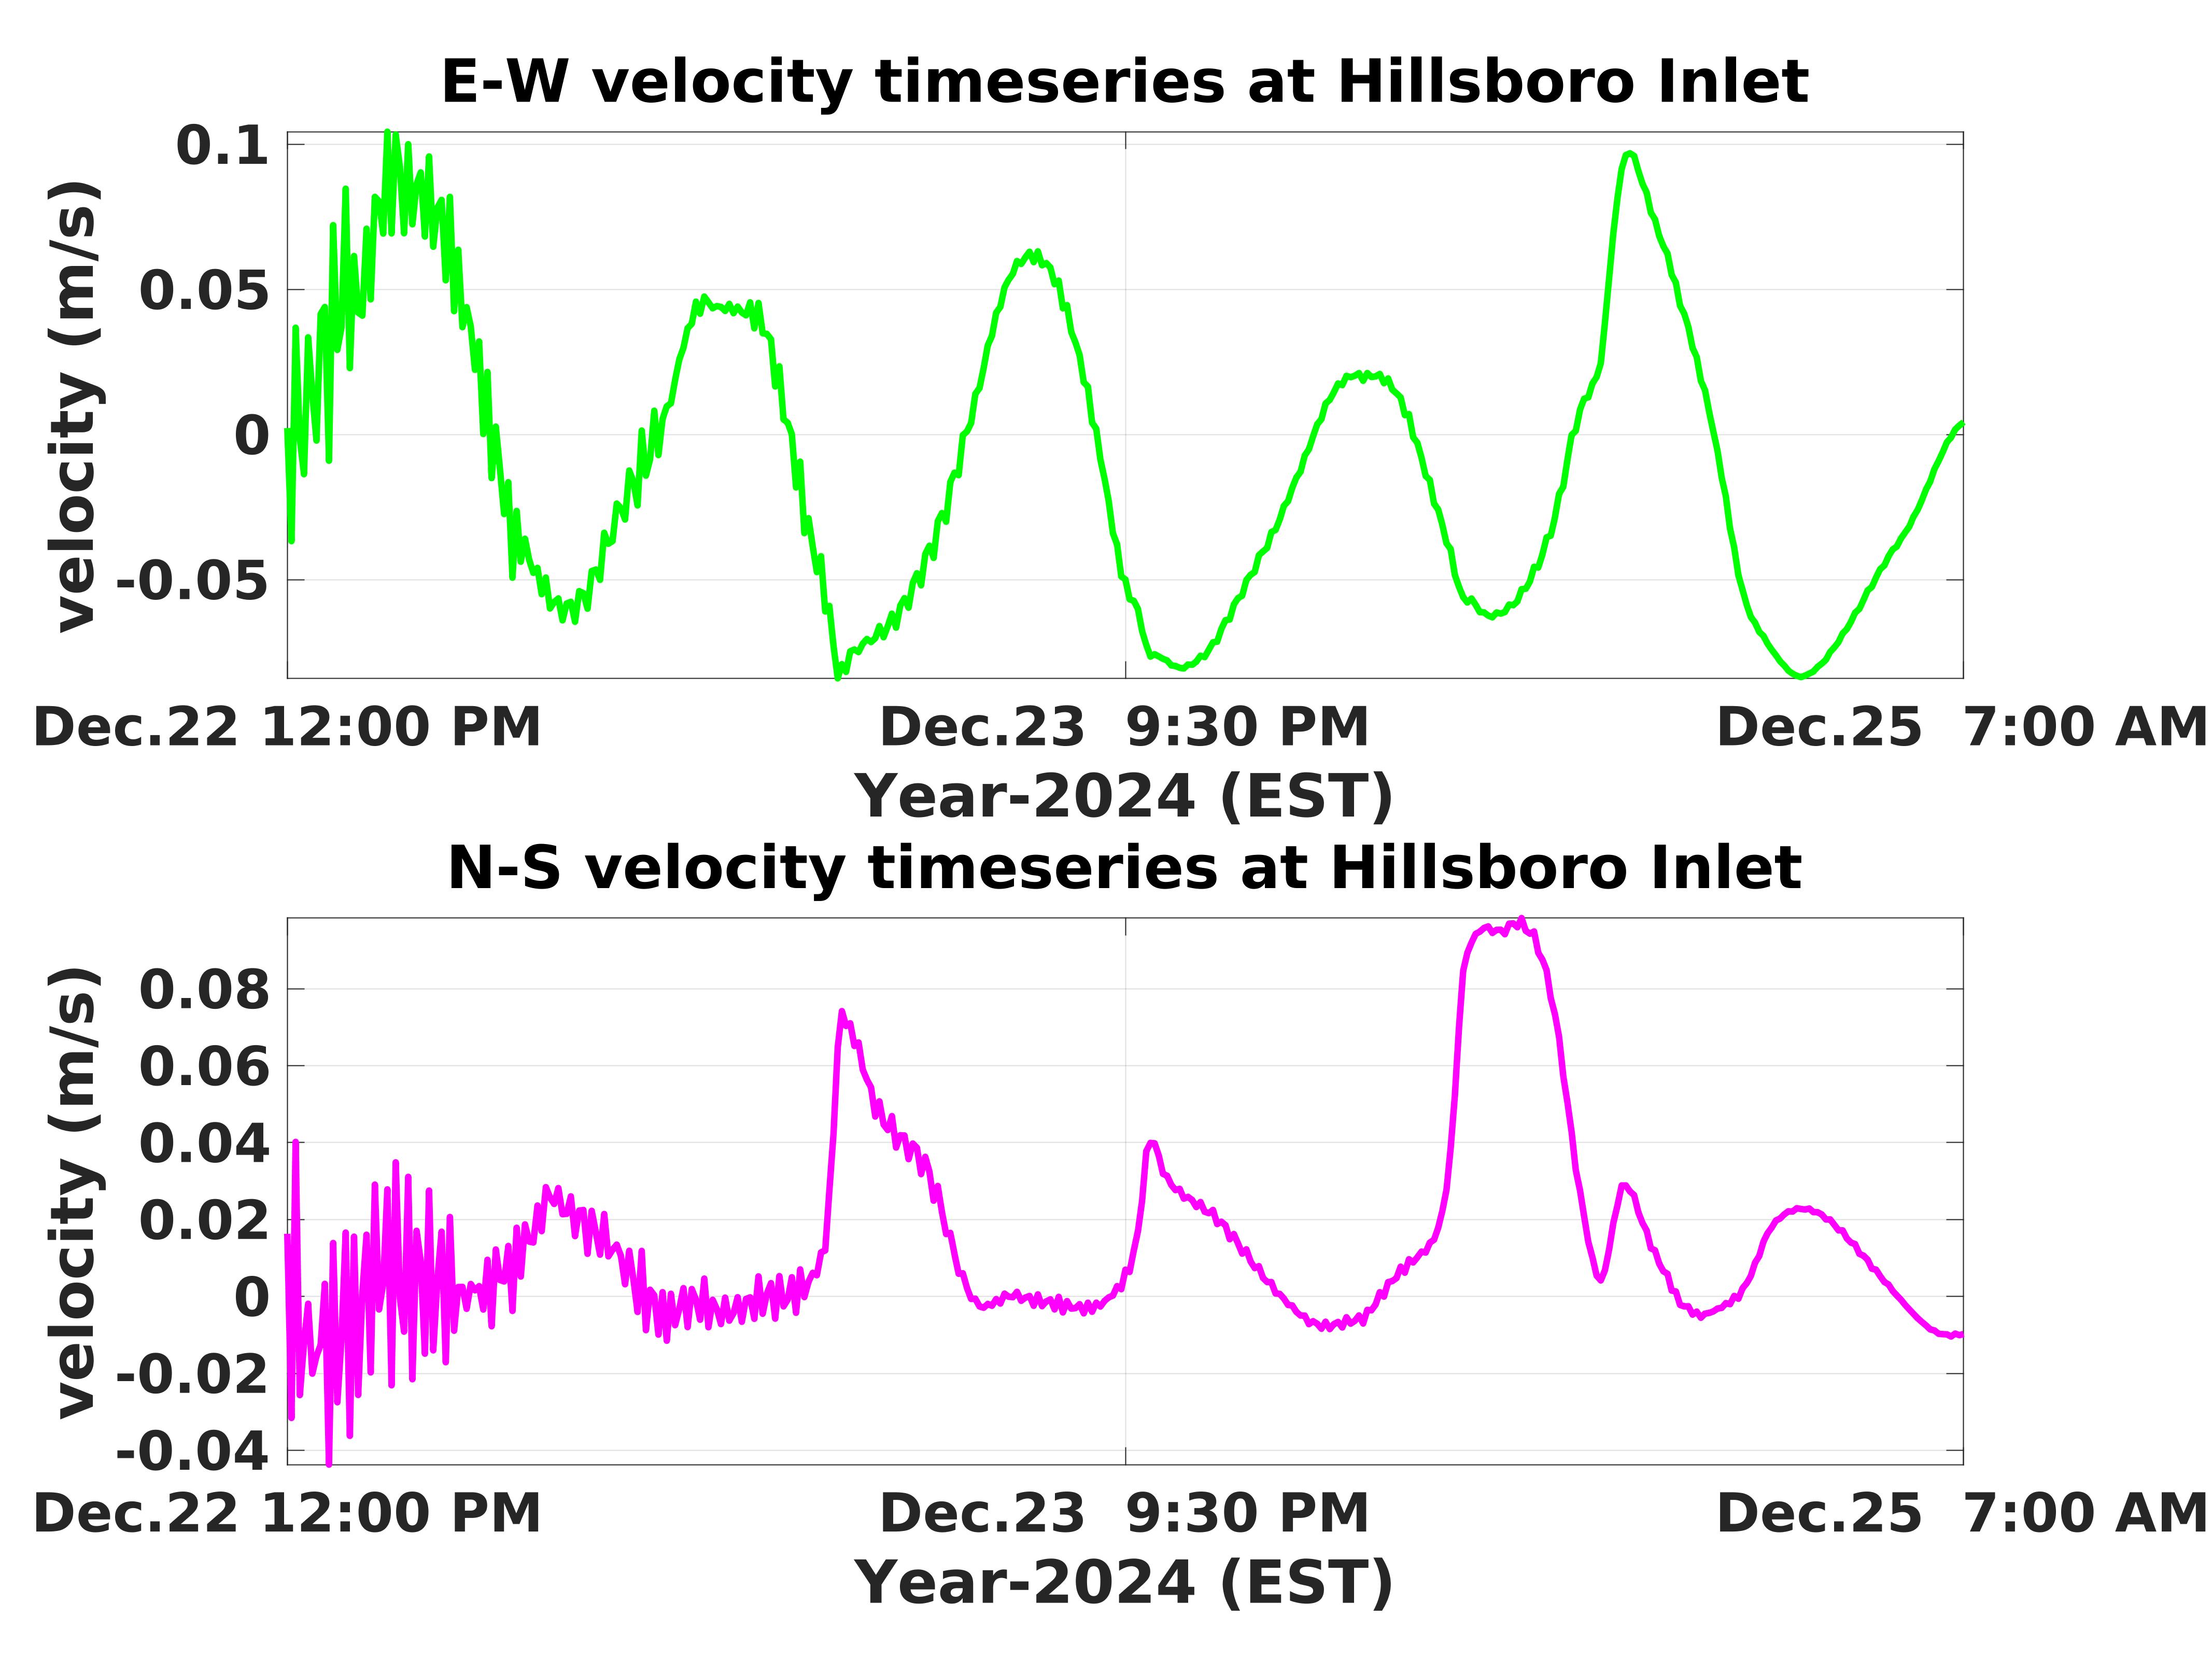 E-W velocity timeseries at Hillsboro Inlet
velocity (m/s)
0.1
0.05
0
-0.05
Dec.22 12:00 PM Dec.23 9:30 PM Dec.25 7:00 AM
Year-2024 (EST)
N-S velocity timeseries at Hillsboro Inlet
velocity (m/s)
0.08
0.06
0.04
0.02
0
-0.02
-0.04
Dec.22 12:00 PM Dec.23 9:30 PM Dec.25 7:00 AM
Year-2024 (EST)